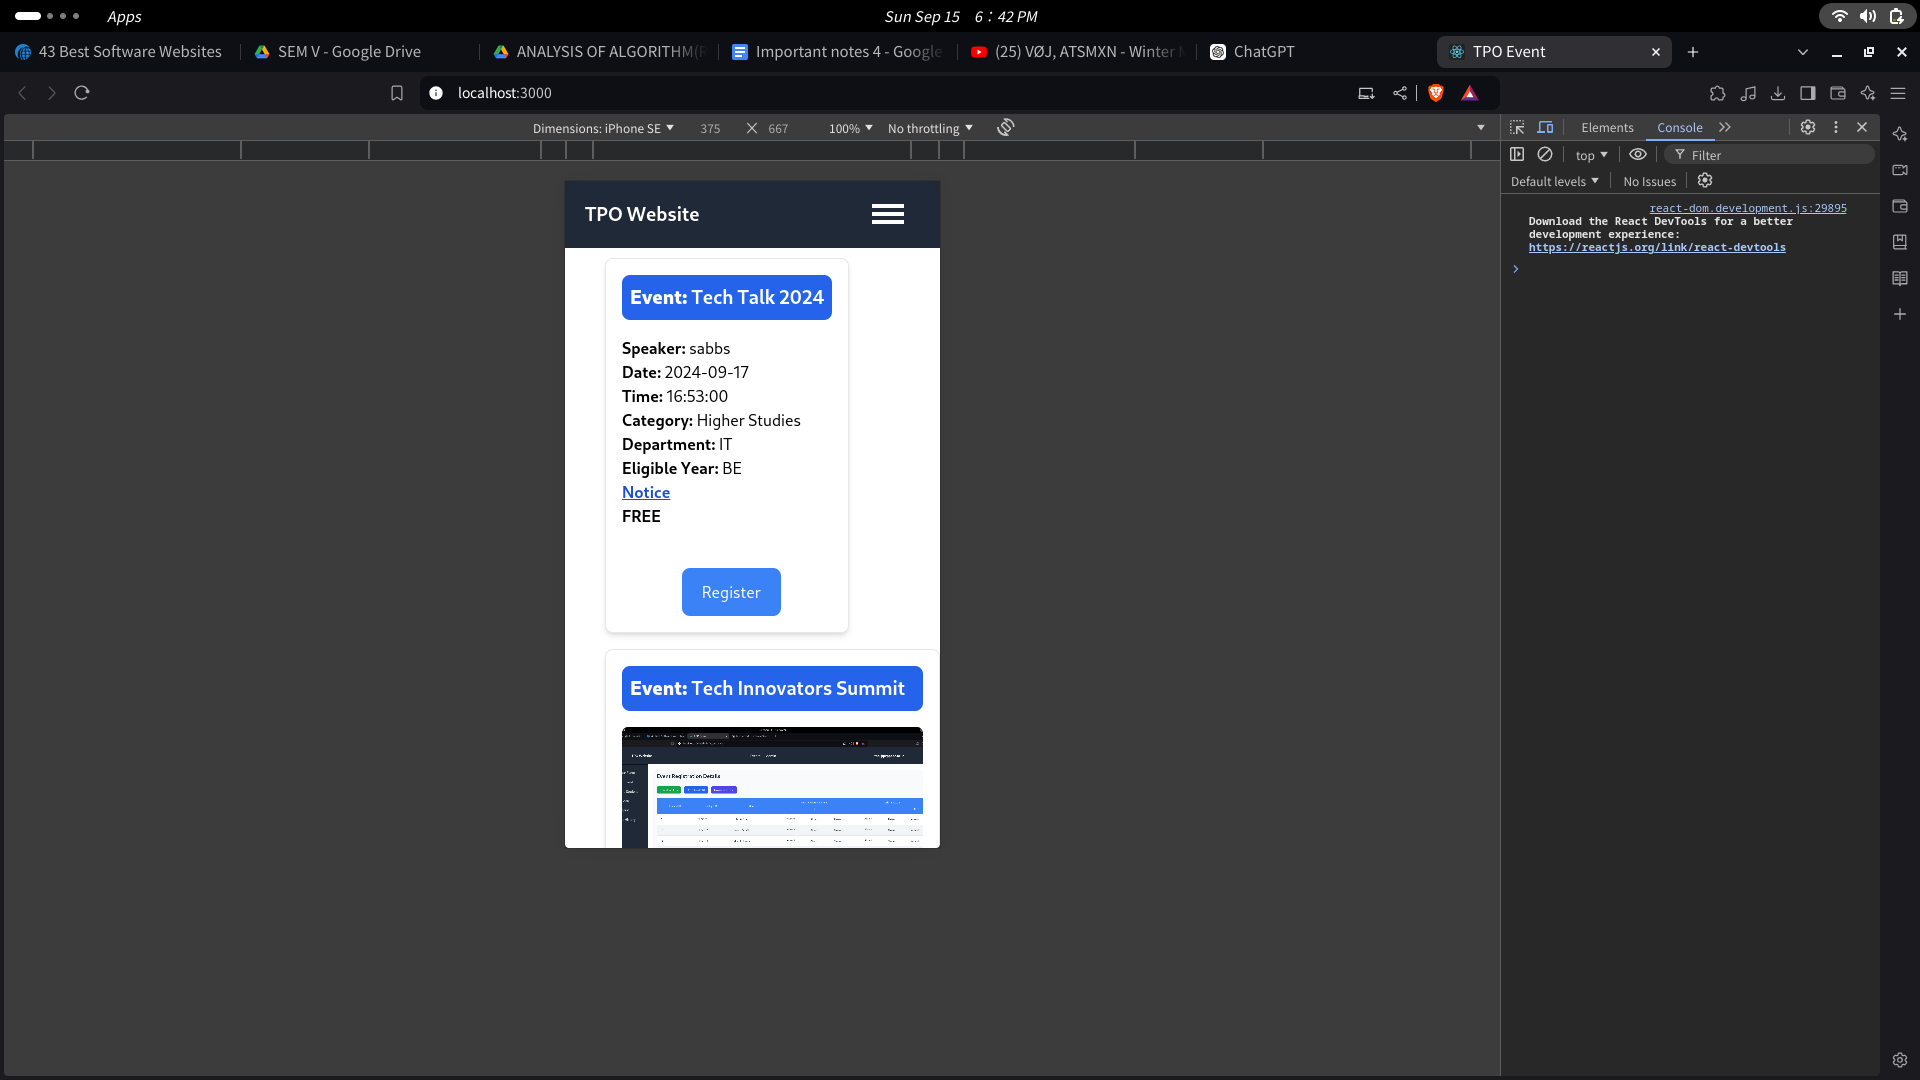 Apps
Sun Sep 15 6 : 42 PM
43 Best Software Websites
SEM V - Google Drive
ANALYSIS OF ALGORITHM(
Important notes 4 - Google
(25) VØJ, ATSMXN - Winter
ChatGPT
TPO Event
localhost:3000
Dimensions: iPhone SE
375
667
100%
No throttling
Elements
Console
top
Filter
Default levels
No Issues
react-dom.development.js:29895
Download the React DevTools for a better
development experience:
https://reactjs.org/link/react-devtools
TPO Website
Event: Tech Talk 2024
Speaker: sabbs
Date: 2024-09-17
Time: 16:53:00
Category: Higher Studies
Department: IT
Eligible Year: BE
Notice
FREE
Register
Event: Tech Innovators Summit
Event Registration Details